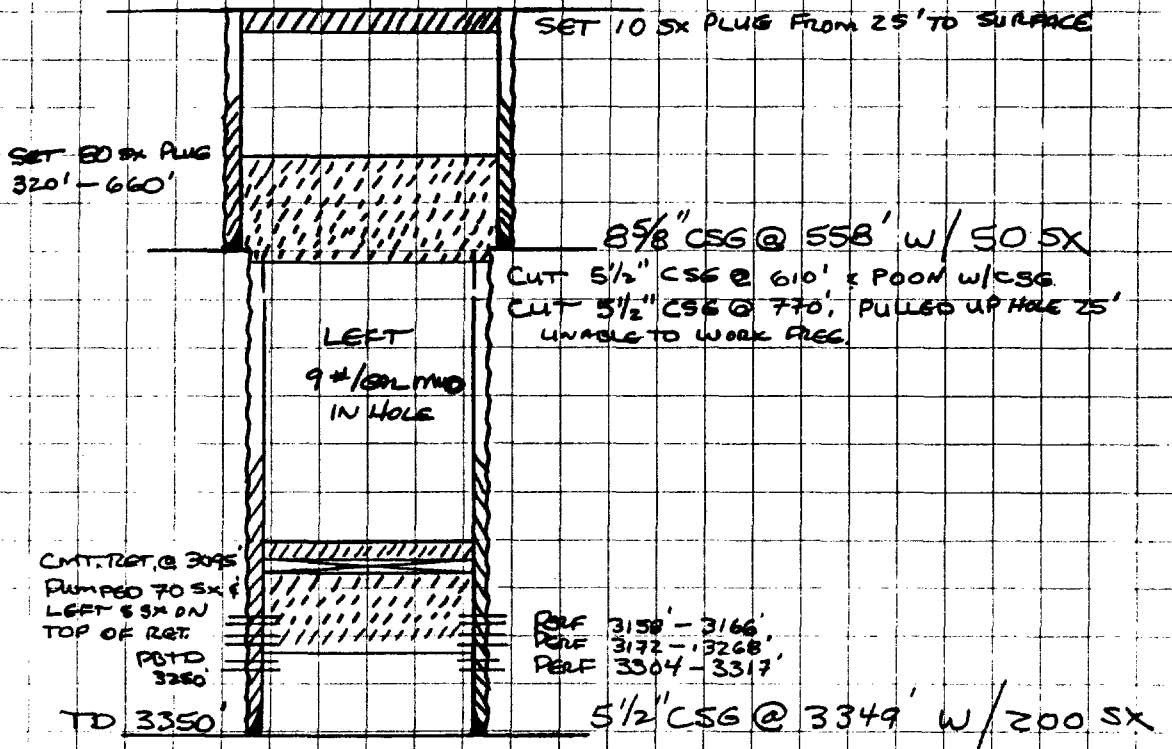 SET 10 SX PLUG FROM 25' TO SURFACE
SET 80 SX PLUG
320' - 660'
8 5/8" CSG @ 558' W/ 50 SX
CUT 5 1/2" CSG @ 610' & POOH W/CSG
CUT 5 1/2" CSG @ 770', PULLED UP HOLE 25'
UNABLE TO WORK FREE.
LEFT
9 #/GAL MUD
IN HOLE
CMT. RET. @ 3095'
PUMPED 70 SX &
LEFT 5 SX ON
TOP OF RET.
PERF 3158' - 3166'
PERF 3172 - 3268'
PERF 3304 - 3317'
PBTD
3280'
TD 3350'
5 1/2" CSG @ 3349' W/ 200 SX